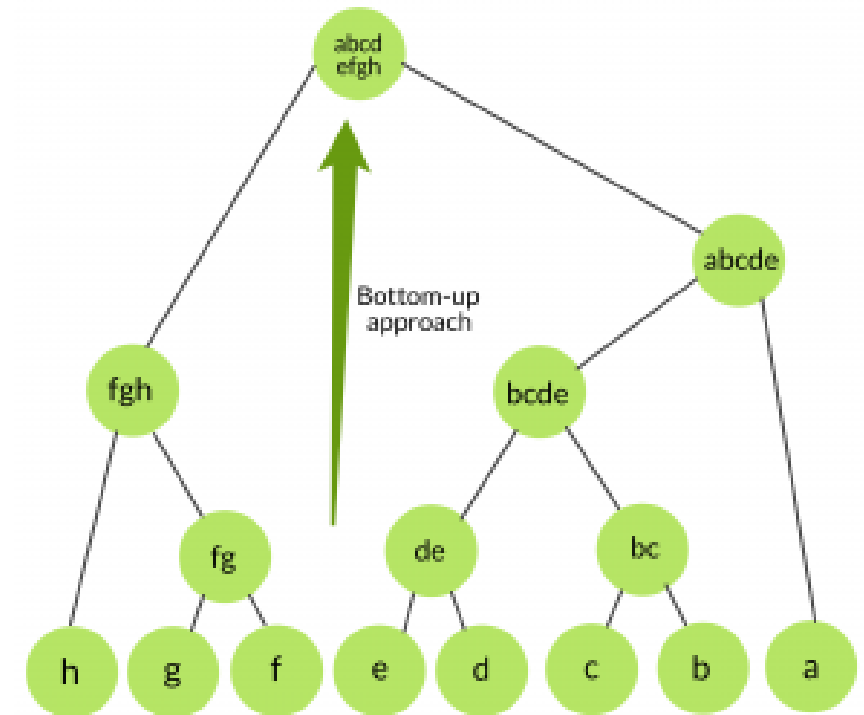 abcd
efgh
abcde
Bottom-up
approach
fgh
bcde
fg
de
bc
h
g
f
e
d
c
b
a